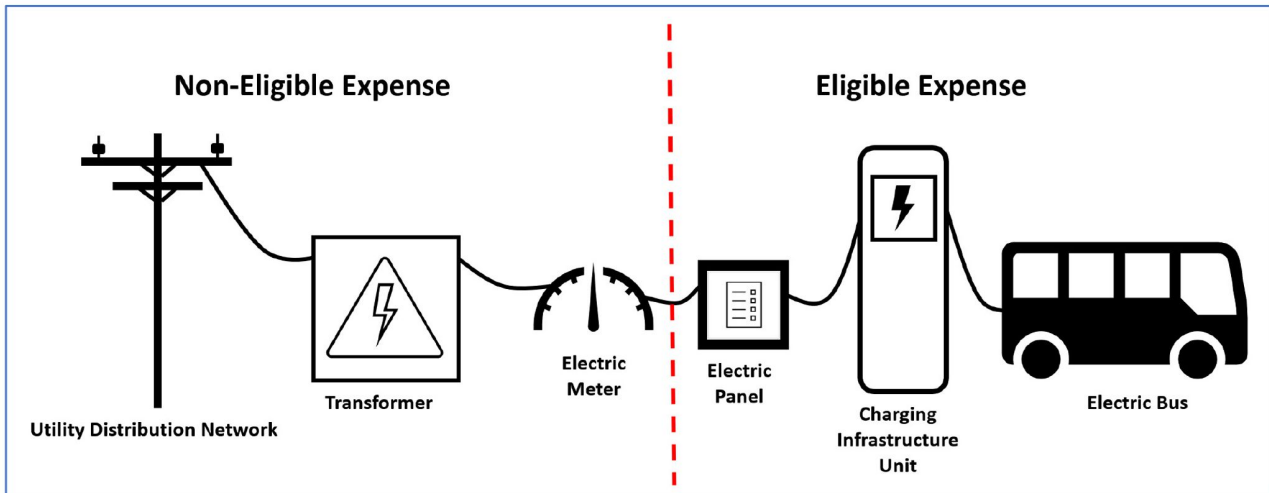 Non-Eligible Expense
Eligible Expense
Utility Distribution Network
Transformer
Electric
Meter
Electric
Panel
Charging
Infrastructure
Unit
Electric Bus